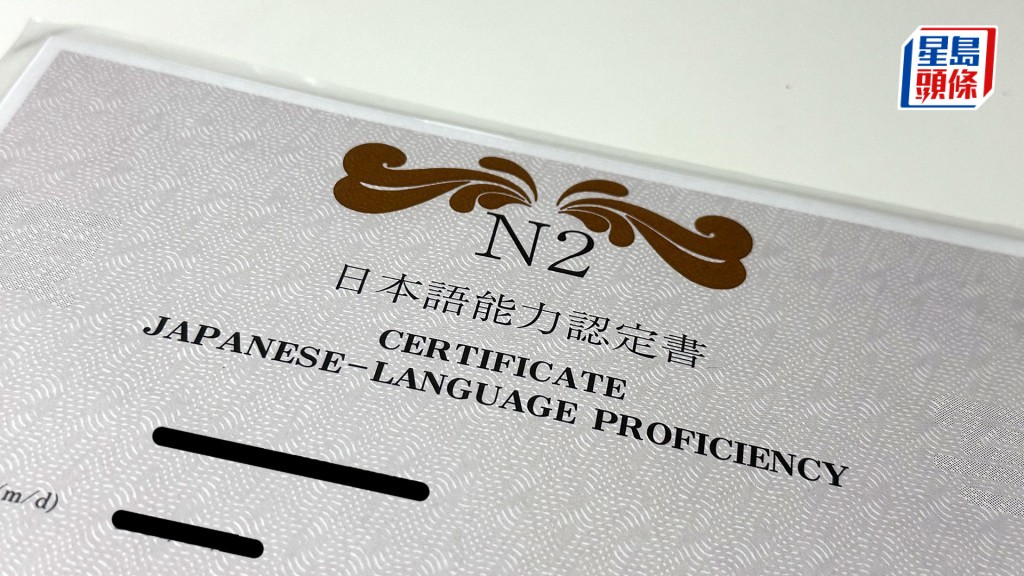 星島
頭條
N2
日本語能力認定書
CERTIFICATE
JAPANESE-LANGUAGE PROFICIENCY
(m/d)